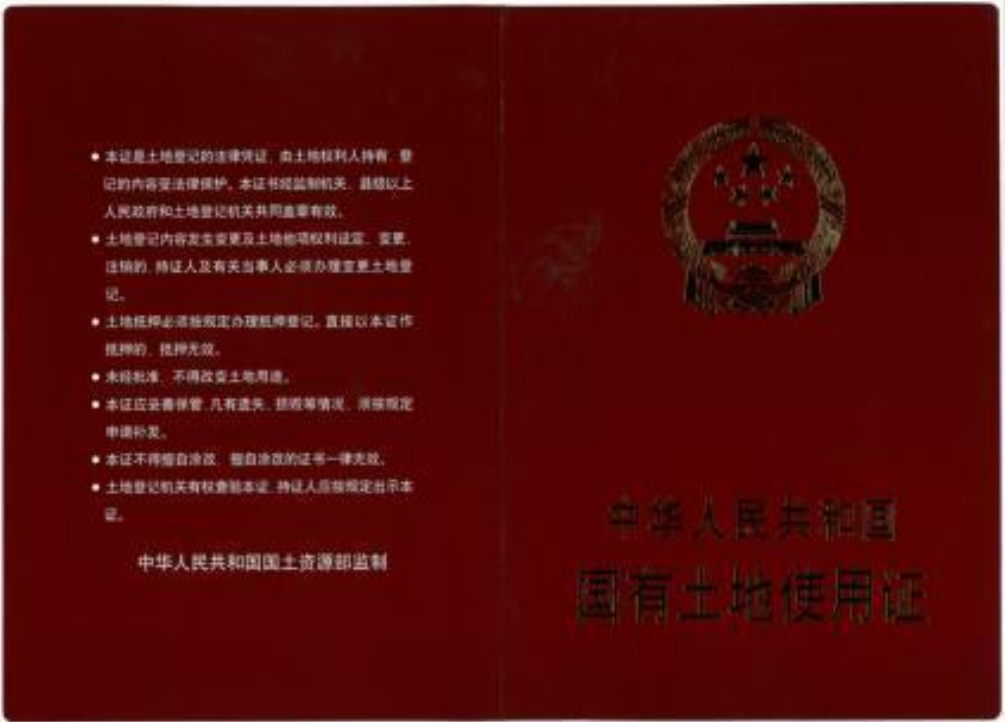 ● 本证是土地登记的法律凭证，由土地权利人持有，登
记的内容受法律保护。本证书经监制机关、县级以上
人民政府和土地登记机关共同盖章有效。
● 土地登记内容发生变更及土地他项权利设定、变更、
注销的，持证人及有关当事人必须办理变更土地登
记。
● 土地抵押必须按规定办理抵押登记。直接以本证作
抵押的，抵押无效。
● 未经批准，不得改变土地用途。
● 本证应妥善保管，凡有遗失、损毁等情况，须按规定
申请补发。
● 本证不得擅自涂改，擅自涂改的证书一律无效。
● 土地登记机关有权查验本证，持证人应按规定出示本
证。
中华人民共和国国土资源部监制
中华人民共和国
国有土地使用证